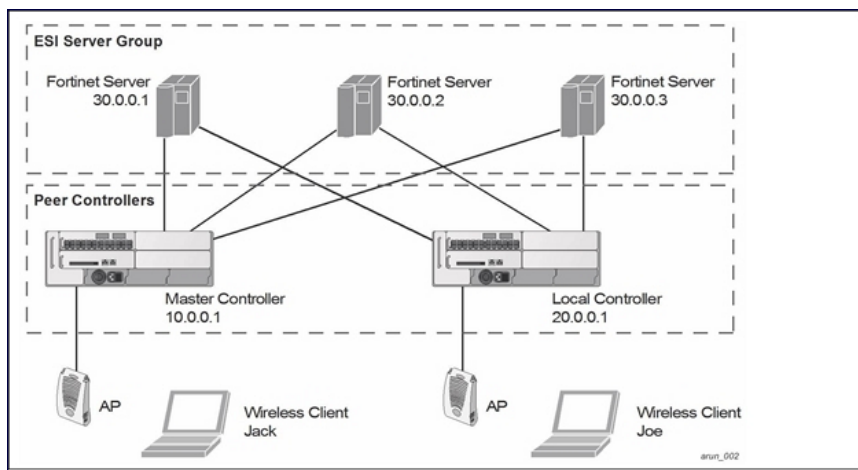 ESI Server Group
Fortinet Server
30.0.0.1
Fortinet Server
30.0.0.2
Fortinet Server
30.0.0.3
Peer Controllers
Master Controller
10.0.0.1
Local Controller
20.0.0.1
AP
Wireless Client
Jack
AP
Wireless Client
Joe
arun_002